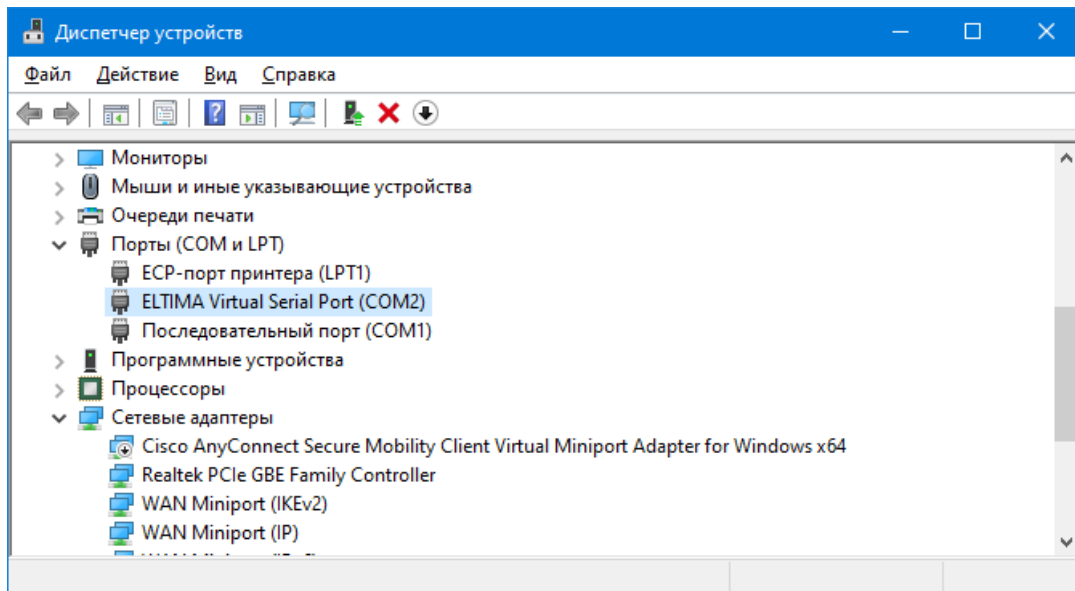 Диспетчер устройств
Файл Действие Вид Справка
Мониторы
Мыши и иные указывающие устройства
Очереди печати
Порты (COM и LPT)
ECP-порт принтера (LPT1)
ELTIMA Virtual Serial Port (COM2)
Последовательный порт (COM1)
Программные устройства
Процессоры
Сетевые адаптеры
Cisco AnyConnect Secure Mobility Client Virtual Miniport Adapter for Windows x64
Realtek PCIe GBE Family Controller
WAN Miniport (IKEv2)
WAN Miniport (IP)